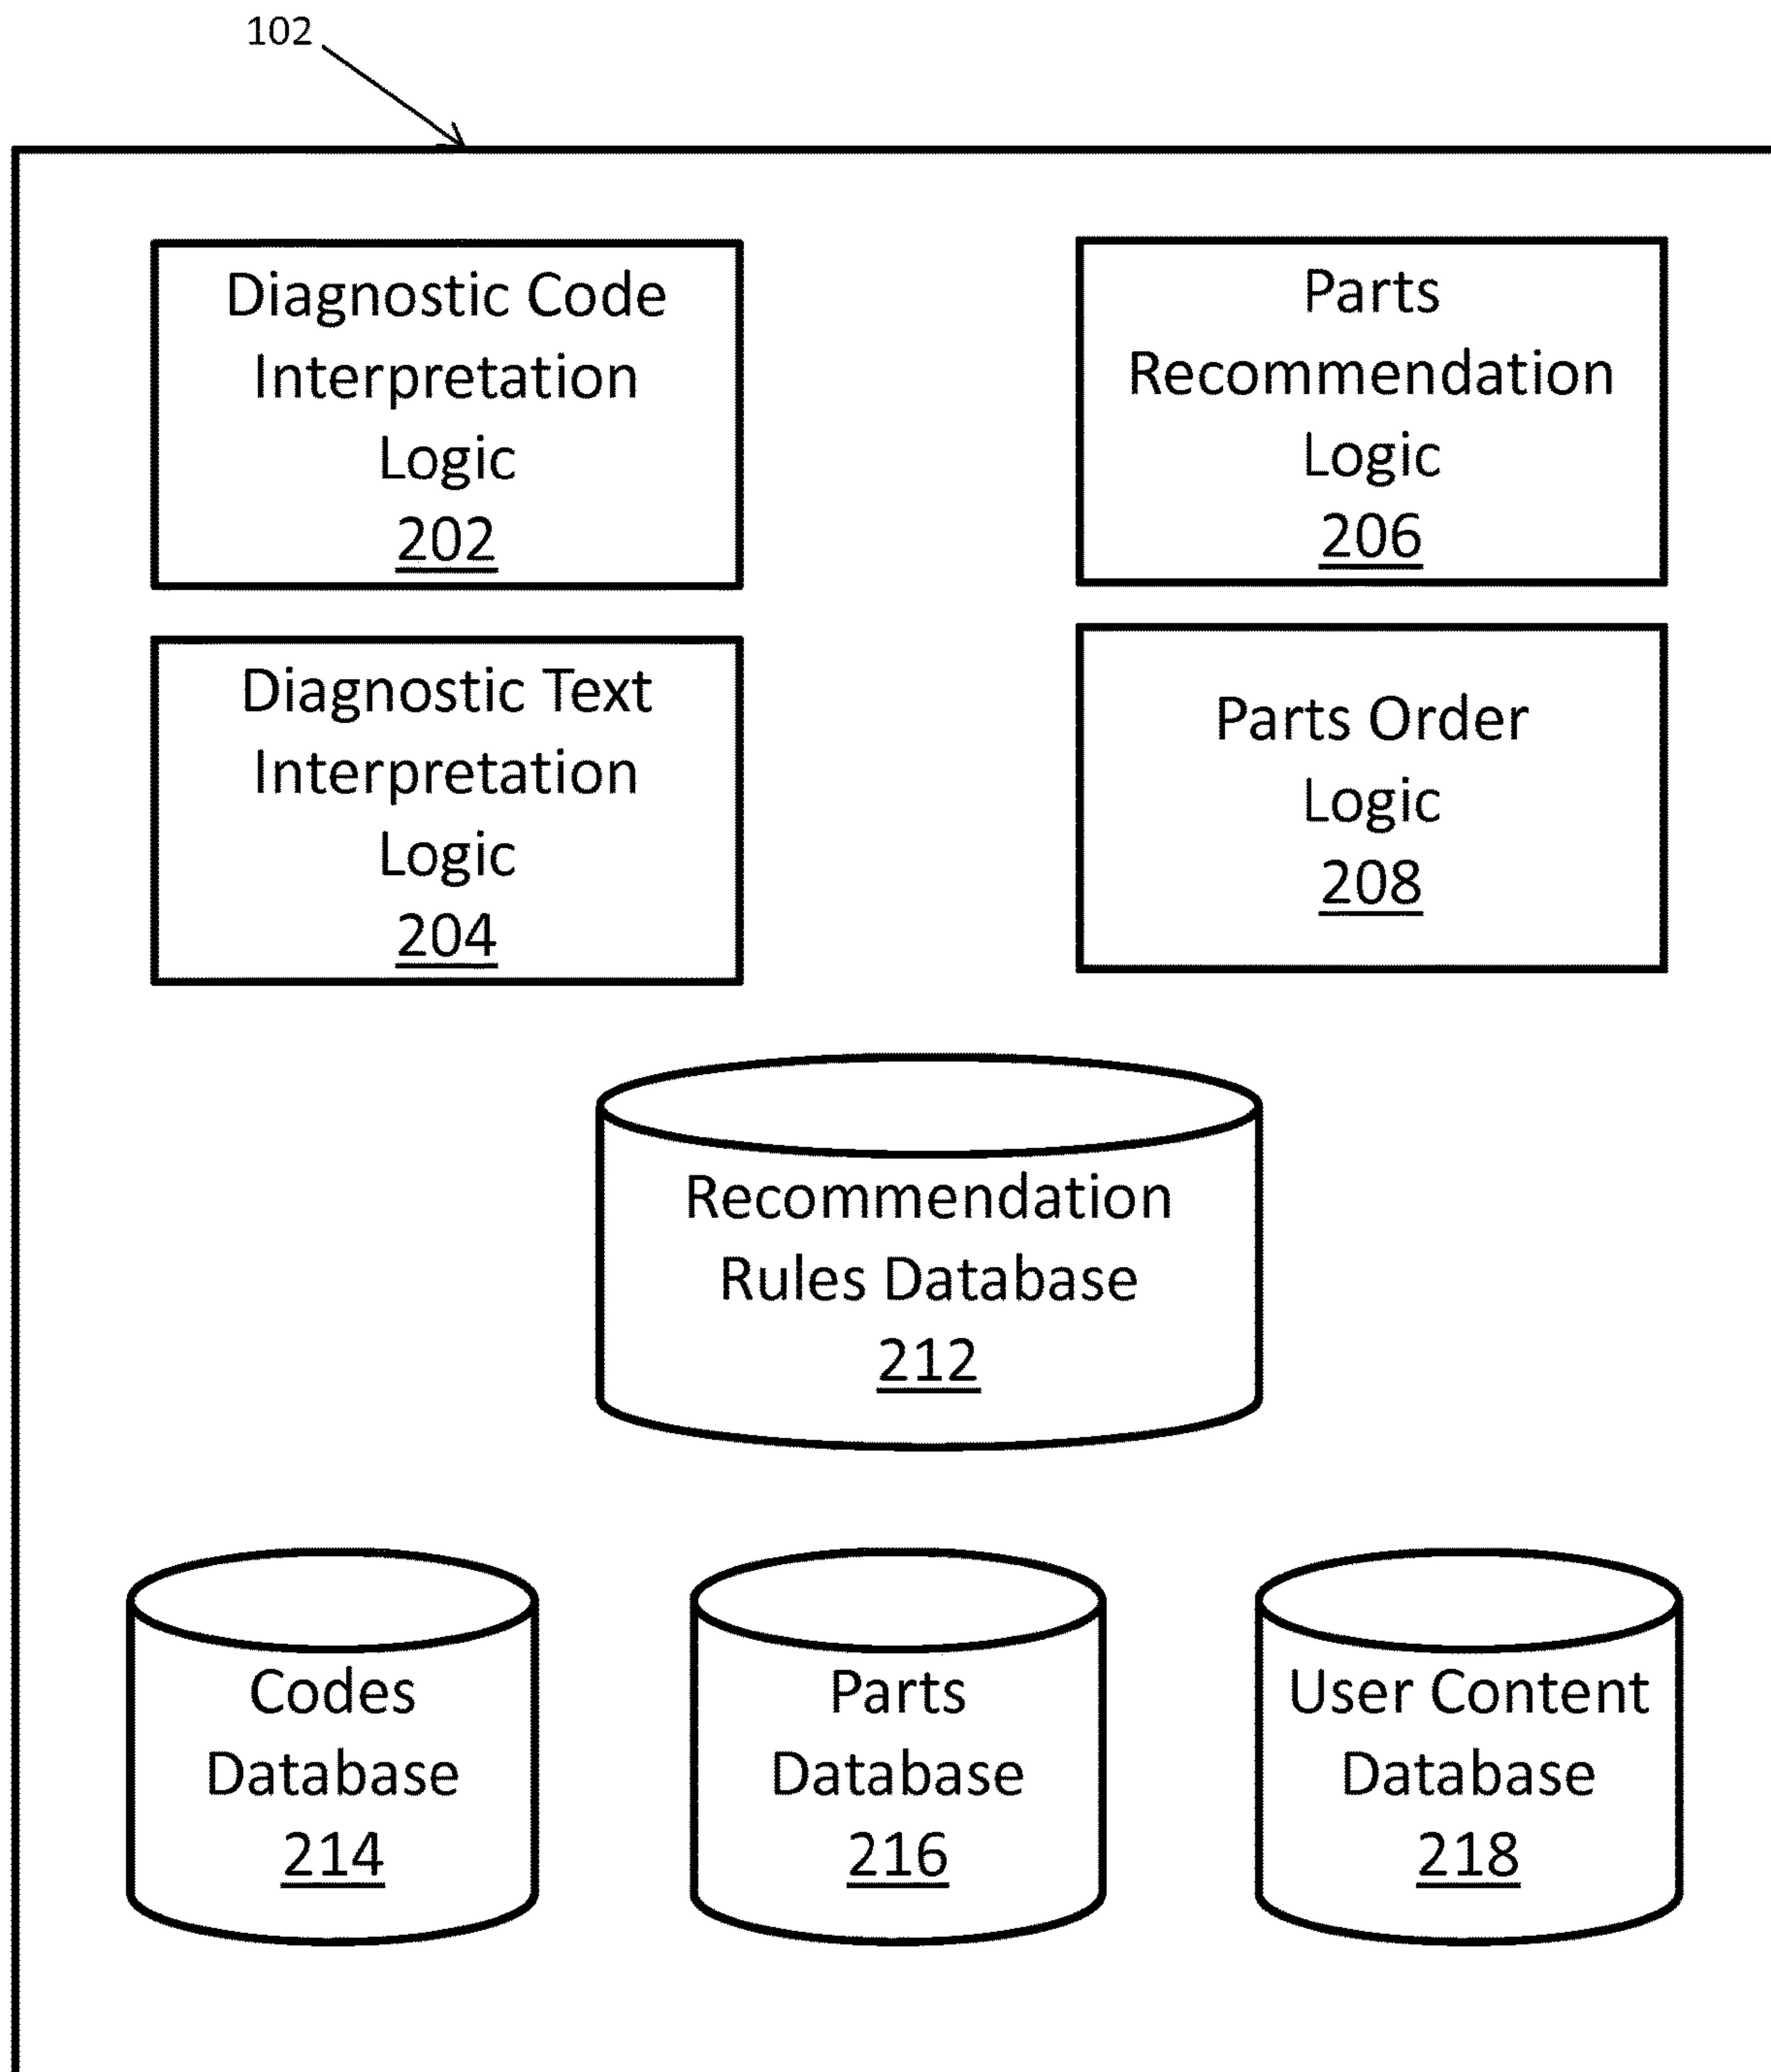 102
Diagnostic Code
Interpretation
Logic
202
Parts
Recommendation
Logic
206
Diagnostic Text
Interpretation
Logic
204
Parts Order
Logic
208
Recommendation
Rules Database
212
Codes
Database
214
Parts
Database
216
User Content
Database
218